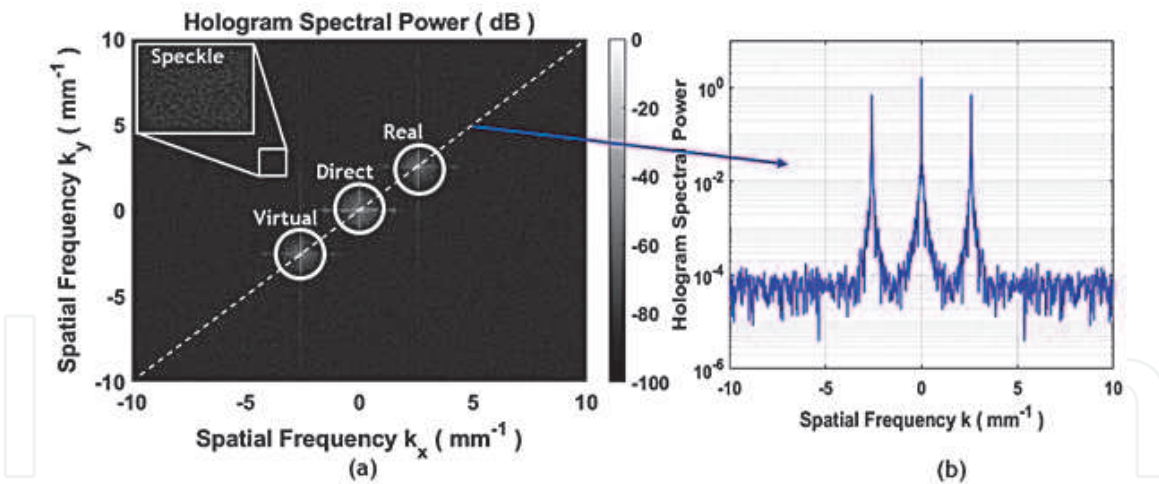 Hologram Spectral Power ( dB )
10
5
0
-5
-10
-10
-5
0
5
10
Spatial Frequency k_y ( mm^-1 )
Spatial Frequency k_x ( mm^-1 )
Speckle
Real
Direct
Virtual
0
-20
-40
-60
-80
-100
(a)
Hologram Spectral Power
10^0
10^-2
10^-4
10^-6
-10
-5
0
5
10
Spatial Frequency k ( mm^-1 )
(b)